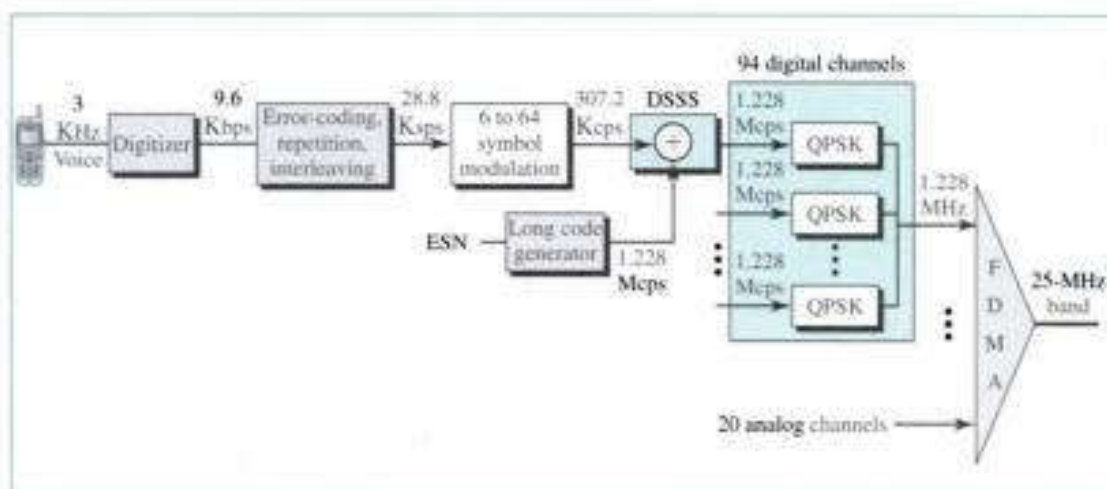 94 digital channels
3
KHz
Voice
Digitizer
9.6
Kbps
Error-coding,
repetition,
interleaving
28.8
Ksps
6 to 64
symbol
modulation
307.2
Kcps
DSSS
+
1.228
Mcps
QPSK
1.228
Mcps
QPSK
1.228
Mcps
QPSK
ESN
Long code
generator
1.228
Mcps
1.228
MHz
F
D
M
A
25-MHz
band
20 analog channels